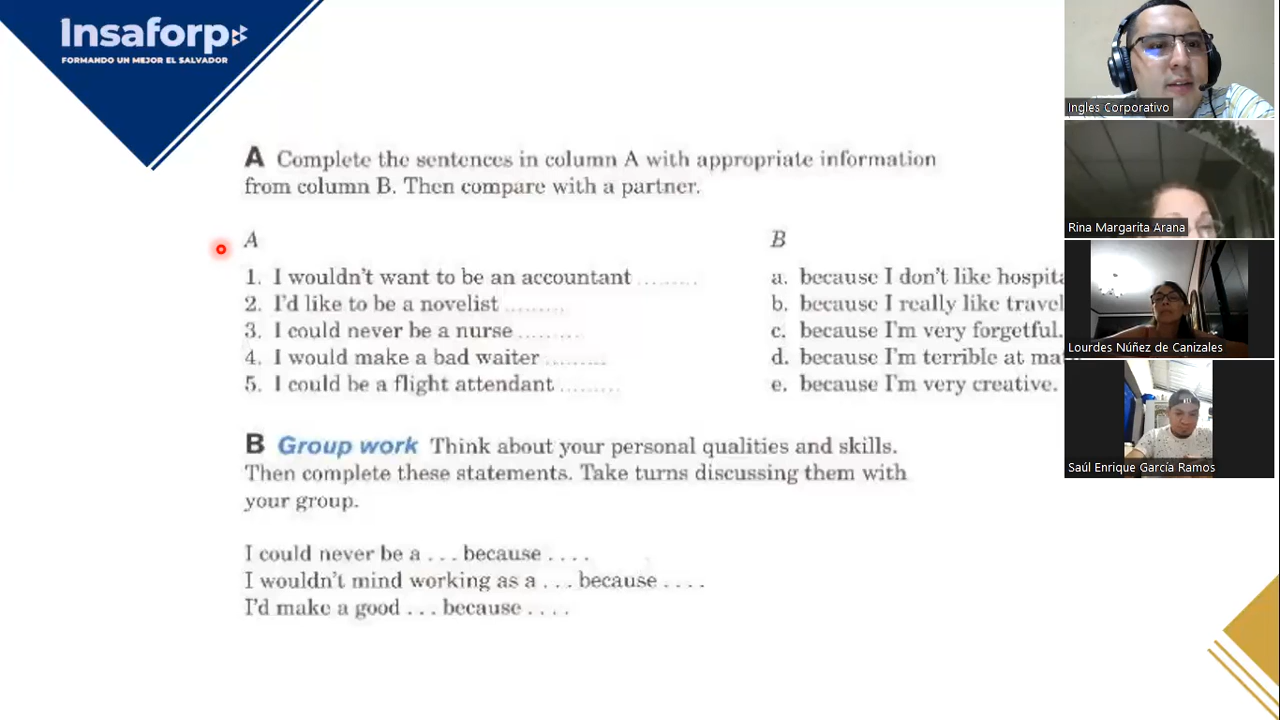 Insaforp
FORMANDO UN MEJOR EL SALVADOR
A Complete the sentences in column A with appropriate information
from column B. Then compare with a partner.
A
1. I wouldn't want to be an accountant ........
2. I'd like to be a novelist ........
3. I could never be a nurse ........
4. I would make a bad waiter ........
5. I could be a flight attendant ........
B
a. because I don't like
b. because I really like
c. because I'm very forgetful.
d. because I'm terrible at
e. because I'm very creative.
B Group work Think about your personal qualities and skills.
Then complete these statements. Take turns discussing them with
your group.
I could never be a . . . because . . . .
I wouldn't mind working as a . . . because . . . .
I'd make a good . . . because . . . .
Ingles Corporativo
Rina Margarita Arana
Lourdes Núñez de Canizales
Saúl Enrique García Ramos